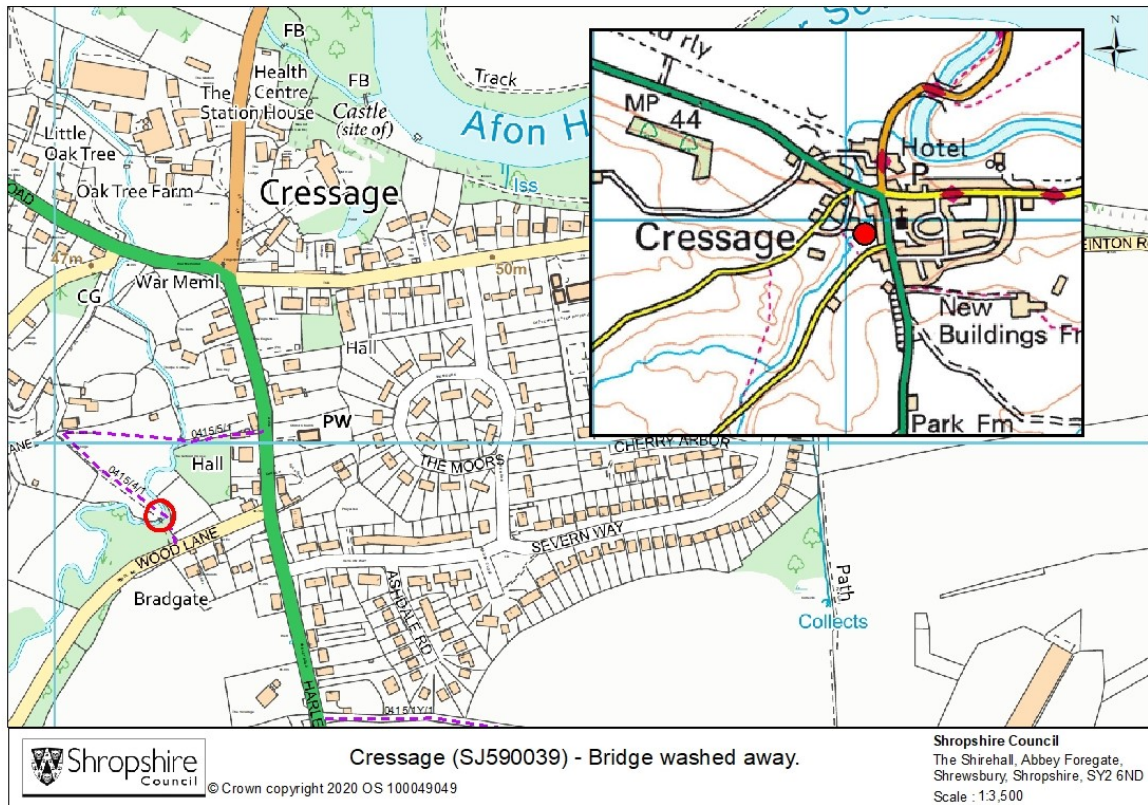 FB
Health
Centre
The
Station House
FB
Castle
(site of)
Track
Afon H
Iss
Little
Oak Tree
Oak Tree Farm
Cressage
OAD
47m
War Meml
50m
CG
Hall
PW
0415/5/1
LANE
Hall
0415/4/1
THE MOORS
CHERRY ARBOR
SEVERN WAY
WOOD LANE
Bradgate
ASHDALE RD
Path
Collects
HARLE
0415/1Y/1
EINTON R
N
rly
MP
44
Hotel
P
Cressage
New
Buildings F
Park Fm
Shropshire
Council
Cressage (SJ590039) - Bridge washed away.
© Crown copyright 2020 OS 100049049
Shropshire Council
The Shirehall, Abbey Foregate,
Shrewsbury, Shropshire, SY2 6ND
Scale : 1:3,500